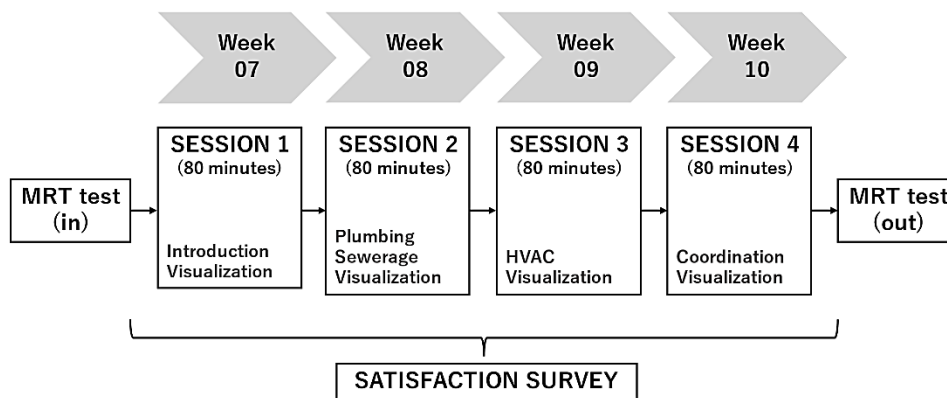 Week
07
Week
08
Week
09
Week
10
MRT test
(in)
SESSION 1
(80 minutes)
Introduction
Visualization
SESSION 2
(80 minutes)
Plumbing
Sewerage
Visualization
SESSION 3
(80 minutes)
HVAC
Visualization
SESSION 4
(80 minutes)
Coordination
Visualization
MRT test
(out)
SATISFACTION SURVEY